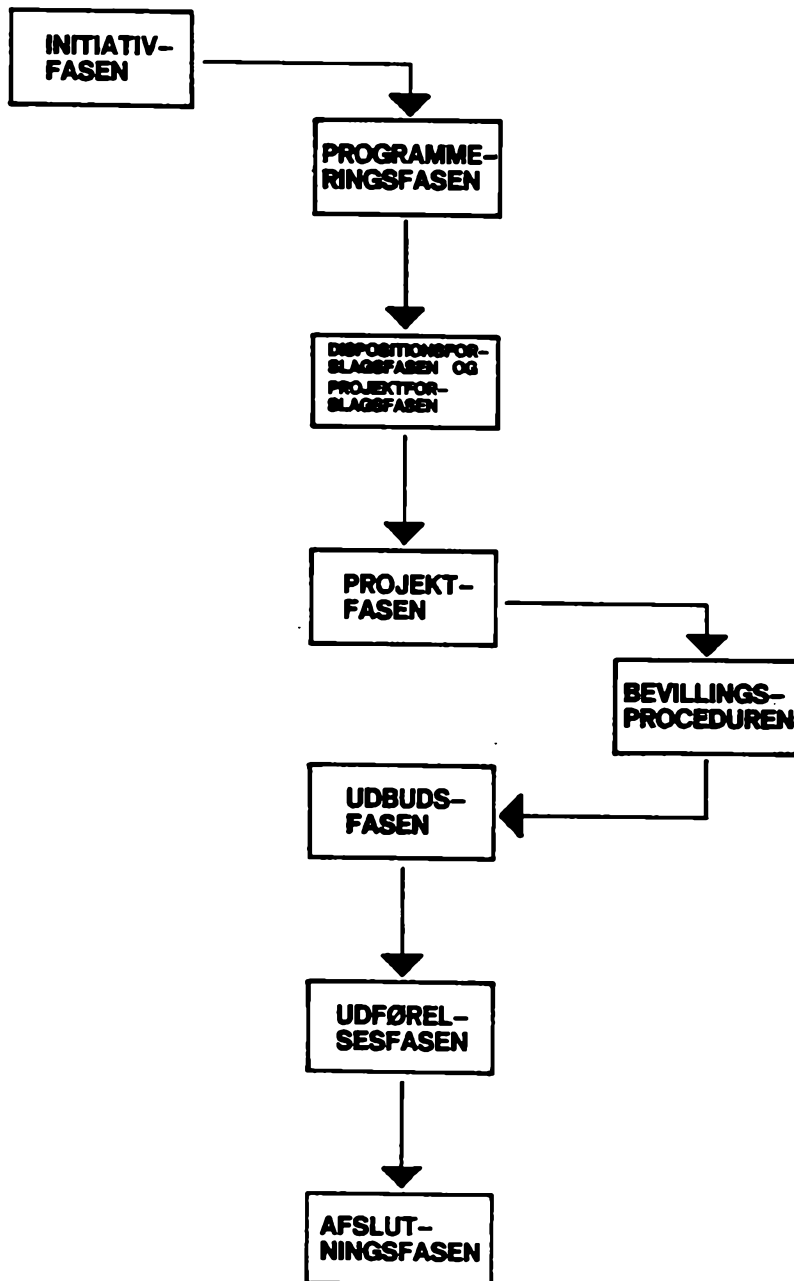 INITIATIV-
FASEN
PROGRAMME-
RINGSFASEN
DISPOSITIONSFOR-
SLAGSFASEN OG
PROJEKTFOR-
SLAGSFASEN
PROJEKT-
FASEN
BEVILLINGS-
PROCEDUREN
UDBUDS-
FASEN
UDFØREL-
SESFASEN
AFSLUT-
NINGSFASEN